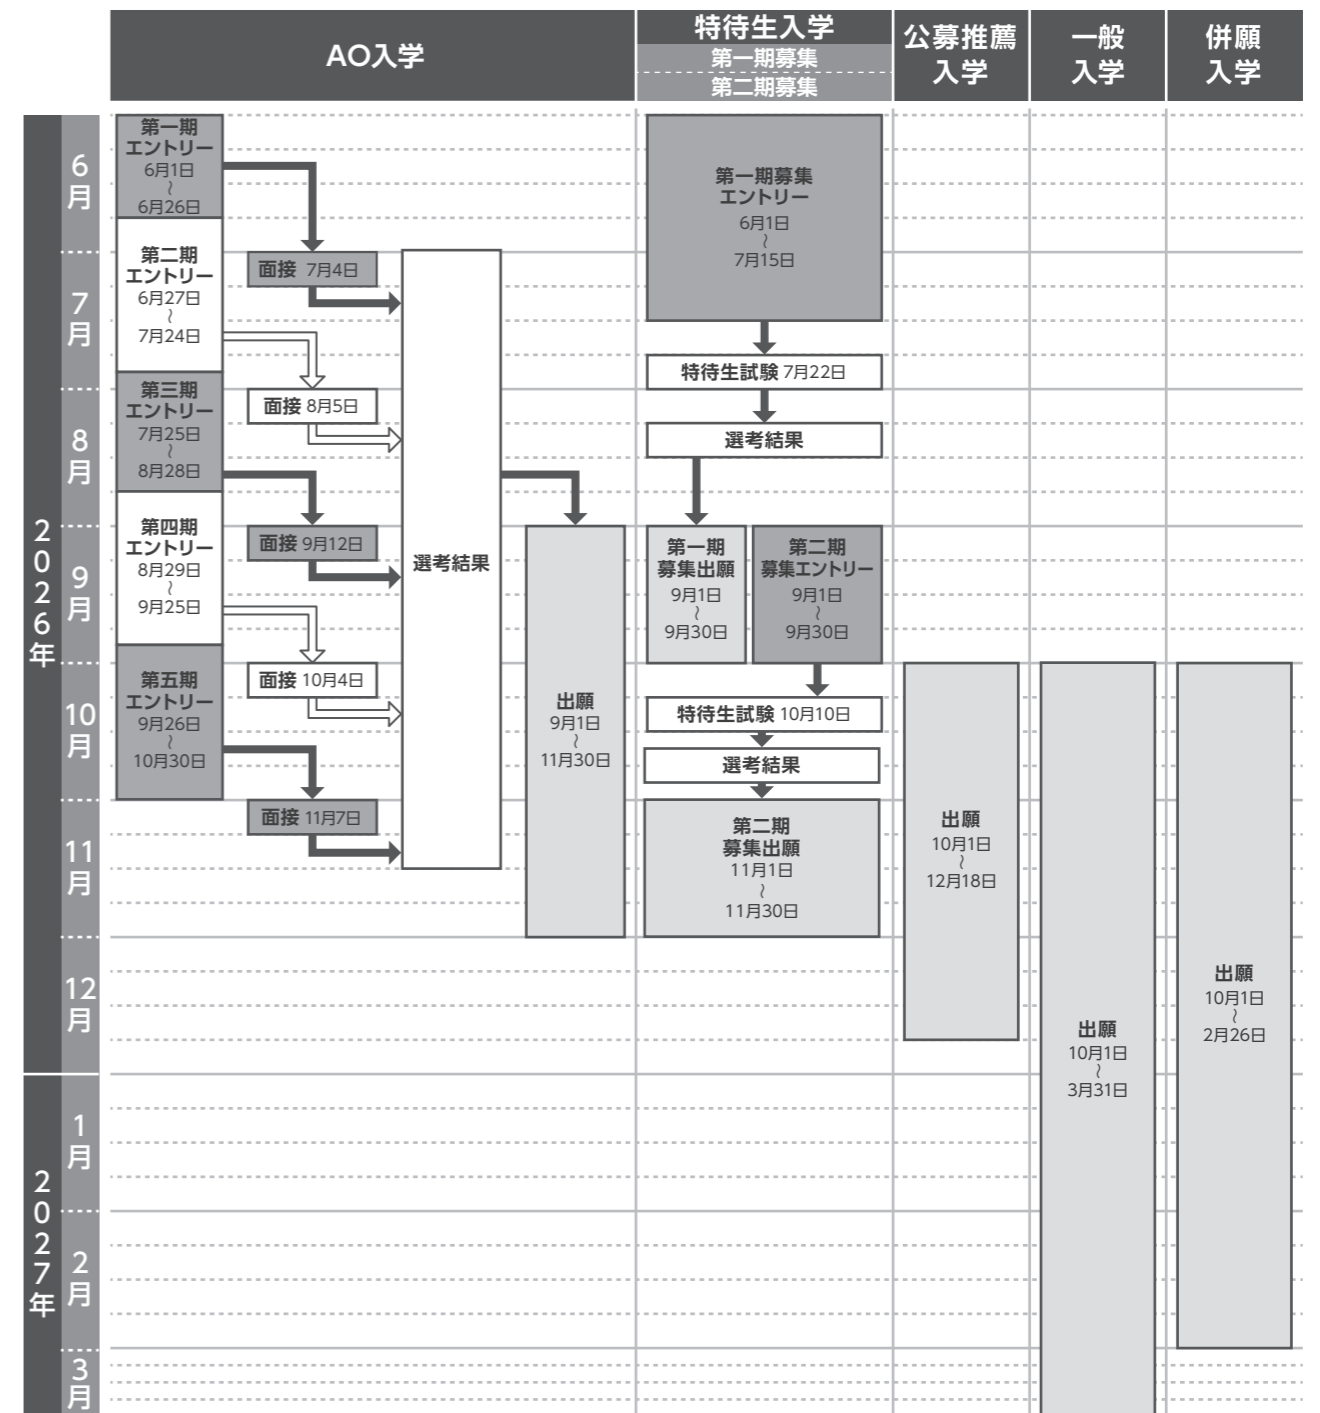 AO入学
特待生入学
第一期募集
第二期募集
公募推薦
入学
一般
入学
併願
入学
2026年
6月
7月
8月
9月
10月
11月
12月
2027年
1月
2月
3月
第一期
エントリー
6月1日
〜
6月26日
第二期
エントリー
6月27日
〜
7月24日
第三期
エントリー
7月25日
〜
8月28日
第四期
エントリー
8月29日
〜
9月25日
第五期
エントリー
9月26日
〜
10月30日
面接 7月4日
面接 8月5日
面接 9月12日
面接 10月4日
面接 11月7日
選考結果
出願
9月1日
〜
11月30日
第一期募集
エントリー
6月1日
〜
7月15日
特待生試験 7月22日
選考結果
第一期
募集出願
9月1日
〜
9月30日
第二期
募集エントリー
9月1日
〜
9月30日
特待生試験 10月10日
選考結果
第二期
募集出願
11月1日
〜
11月30日
出願
10月1日
〜
12月18日
出願
10月1日
〜
3月31日
出願
10月1日
〜
2月26日